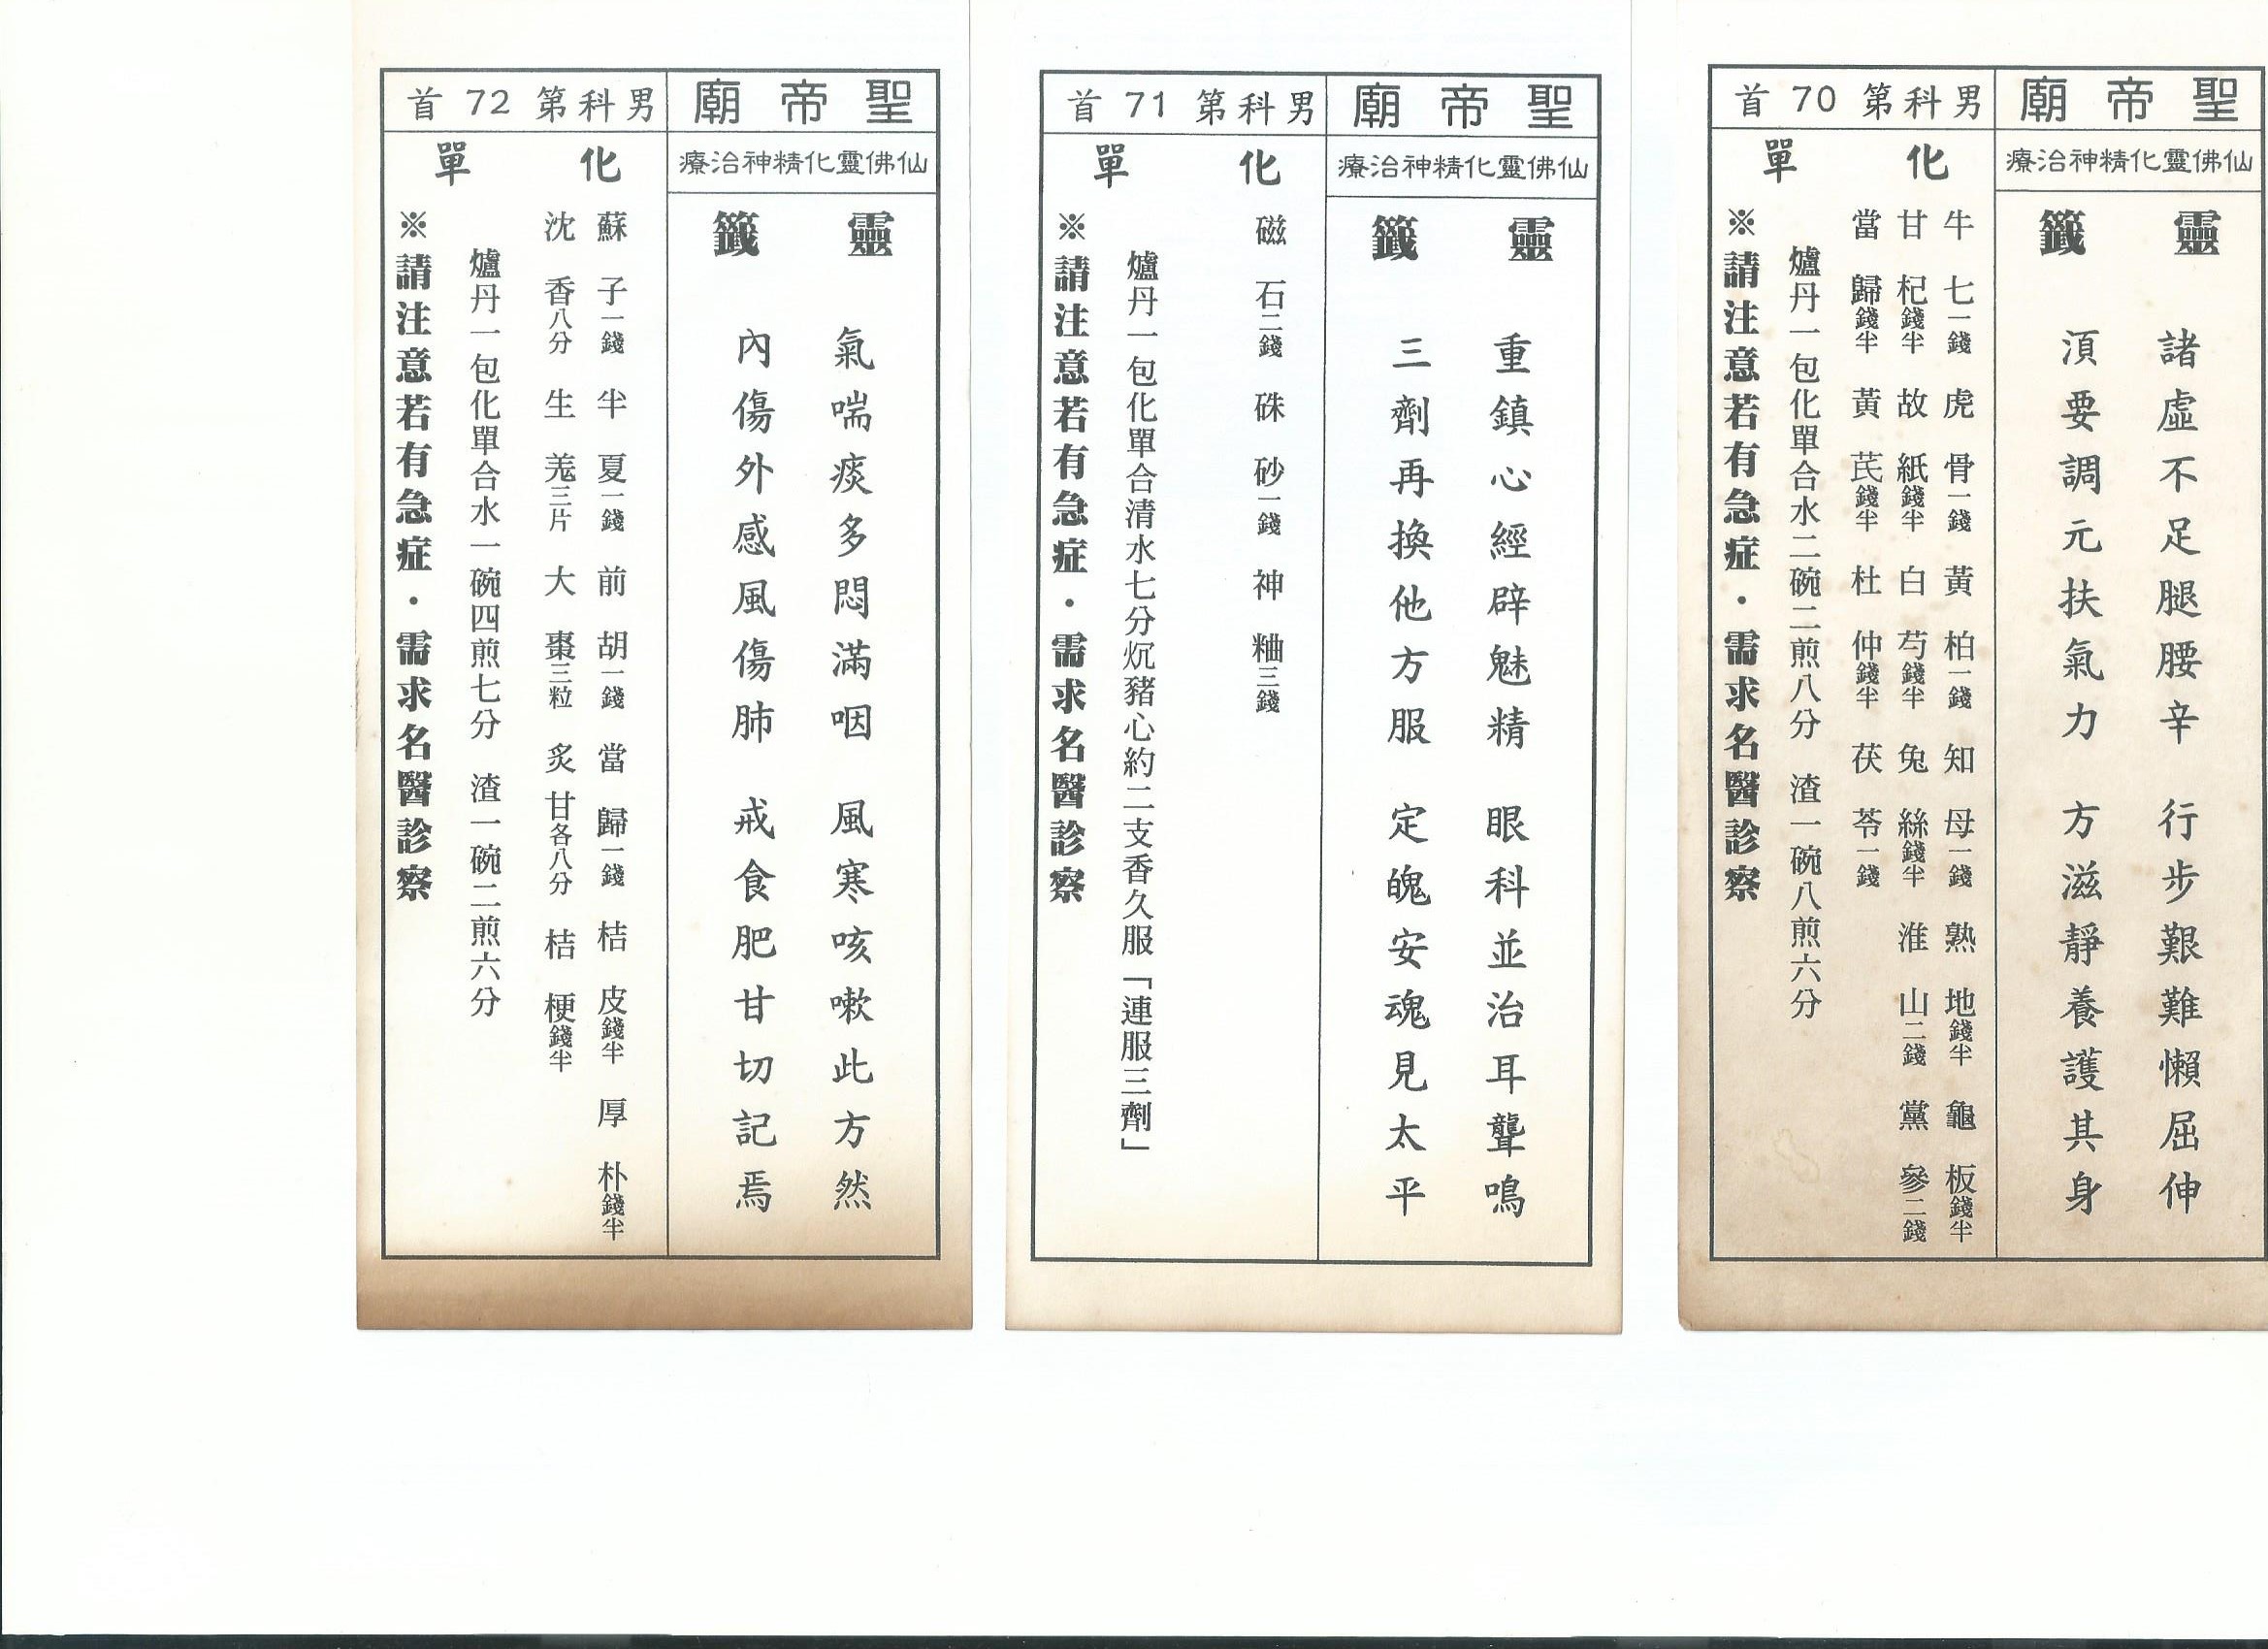 聖帝廟
男科第70首
仙佛靈化精神治療
靈籤
諸虛不足腿腰辛 行步艱難懶屈伸
須要調元扶氣力 方滋靜養護其身
化單
牛七一錢 虎骨一錢 黃柏一錢 知母一錢 熟地錢半 龜板錢半
甘杞錢半 故紙錢半 白芍錢半 兔絲錢半 淮山二錢 黨參二錢
當歸錢半 黃芪錢半 杜仲錢半 茯苓一錢
爐丹一包化單合水二碗二煎八分 渣一碗八煎六分
※請注意若有急症·需求名醫診察
聖帝廟
男科第71首
仙佛靈化精神治療
靈籤
重鎮心經辟魅精 眼科並治耳聾鳴
三劑再換他方服 定魄安魂見太平
化單
磁石二錢 硃砂一錢 神粬三錢
爐丹一包化單合清水七分炕豬心約二支香久服「連服三劑」
※請注意若有急症·需求名醫診察
聖帝廟
男科第72首
仙佛靈化精神治療
靈籤
氣喘痰多悶滿咽 風寒咳嗽此方然
內傷外感風傷肺 戒食肥甘切記焉
化單
蘇子一錢 半夏一錢 前胡一錢 當歸一錢 桔皮錢半 厚朴錢半
沈香八分 生羌三片 大棗三粒 炙甘各八分 桔梗錢半
爐丹一包化單合水一碗四煎七分 渣一碗二煎六分
※請注意若有急症·需求名醫診察